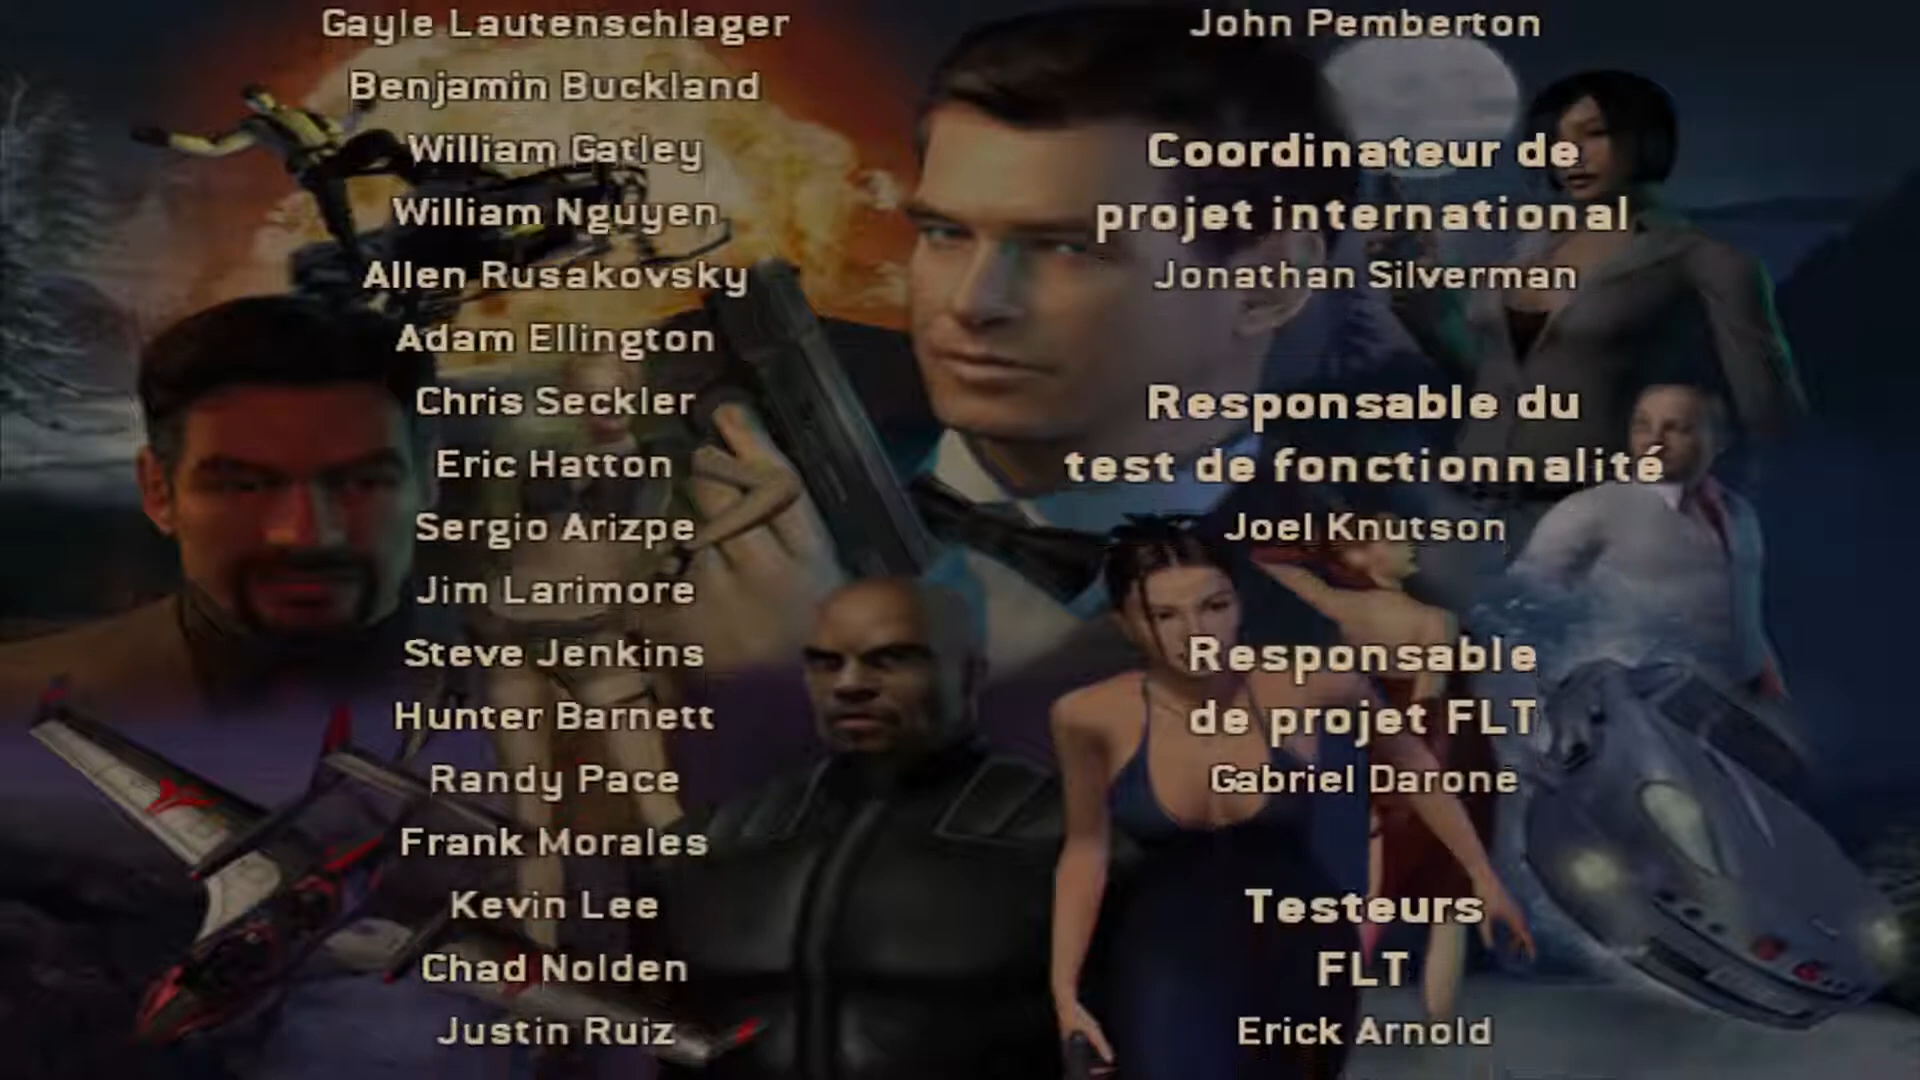 Gayle Lautenschlager
Benjamin Buckland
William Gatley
William Nguyen
Allen Rusakovsky
Adam Ellington
Chris Seckler
Eric Hatton
Sergio Arizpe
Jim Larimore
Steve Jenkins
Hunter Barnett
Randy Pace
Frank Morales
Kevin Lee
Chad Nolden
Justin Ruiz
John Pemberton
Coordinateur de
projet international
Jonathan Silverman
Responsable du
test de fonctionnalité
Joel Knutson
Responsable
de projet FLT
Gabriel Darone
Testeurs
FLT
Erick Arnold